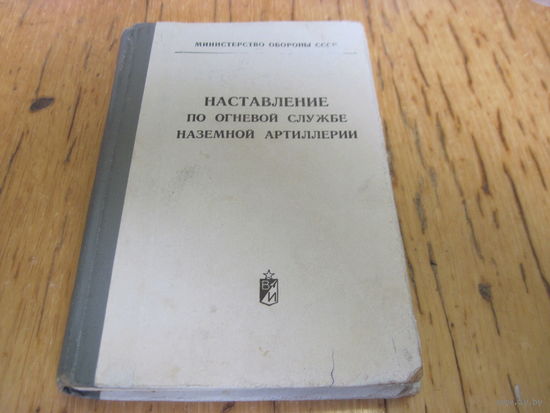 МИНИСТЕРСТВО ОБОРОНЫ СССР
НАСТАВЛЕНИЕ
ПО ОГНЕВОЙ СЛУЖБЕ
НАЗЕМНОЙ АРТИЛЛЕРИИ
В И